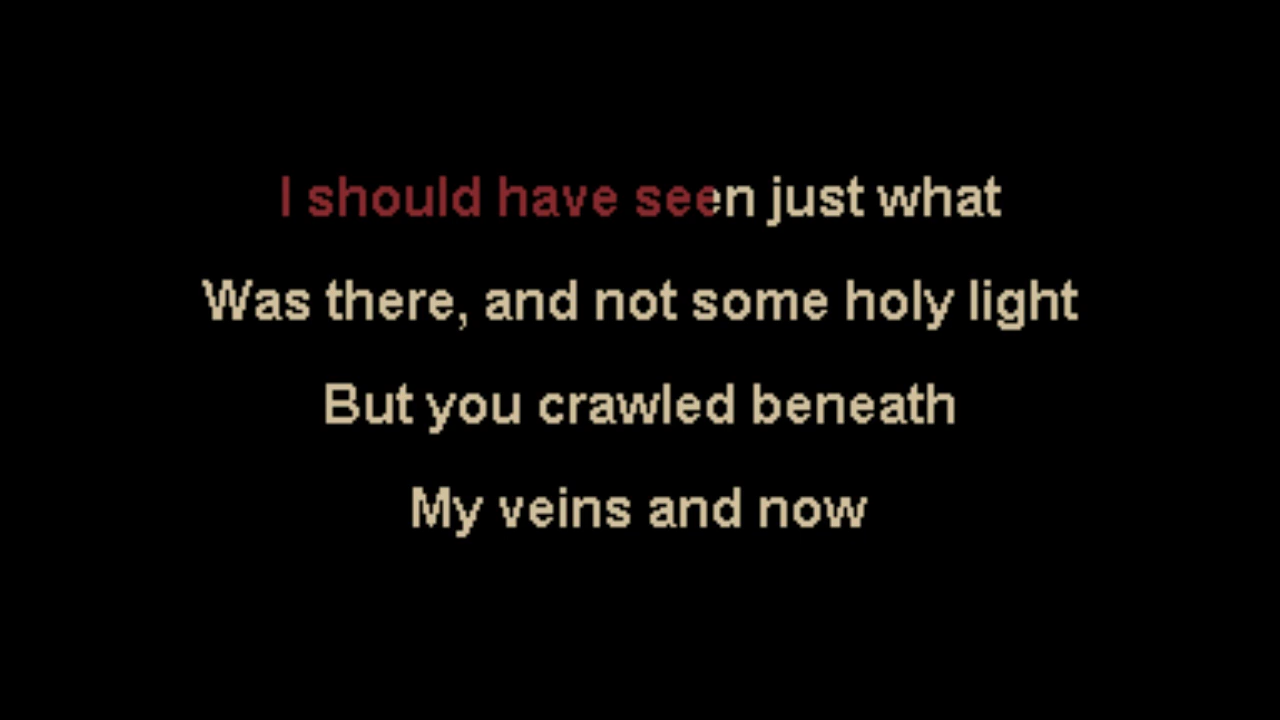 I should have seen just what
Was there, and not some holy light
But you crawled beneath
My veins and now